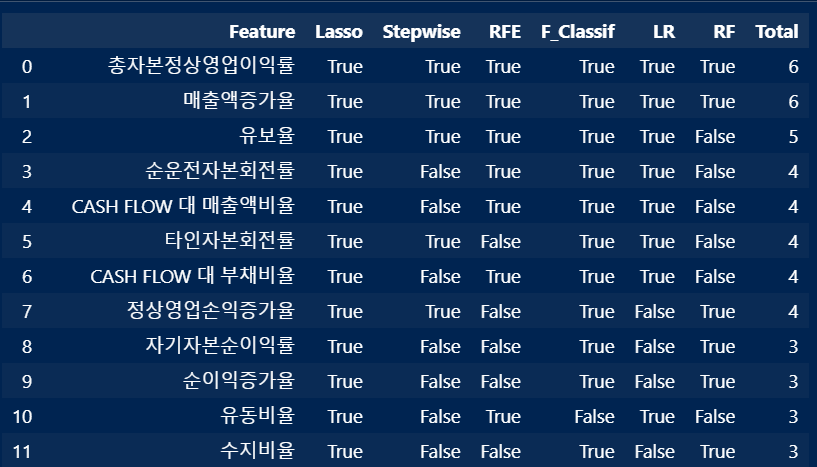 Feature Lasso Stepwise RFE F_Classif LR RF Total
0 총자본정상영업이익률 True True True True True True 6
1 매출액증가율 True True True True True True 6
2 유보율 True True True True True False 5
3 순운전자본회전률 True False True True True False 4
4 CASH FLOW 대 매출액비율 True False True True True False 4
5 타인자본회전률 True True False True True False 4
6 CASH FLOW 대 부채비율 True False True True True False 4
7 정상영업손익증가율 True True False True False True 4
8 자기자본순이익률 True False False True False True 3
9 순이익증가율 True False False True False True 3
10 유동비율 True False True False True False 3
11 수지비율 True False False True False True 3